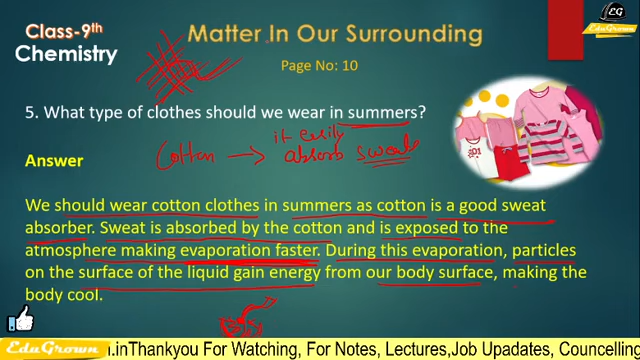 Class-9th
Chemistry
Matter In Our Surrounding
EG
EduGrown
Page No: 10
5. What type of clothes should we wear in summers?
it easily
Cotton → absorb sweate
Answer
We should wear cotton clothes in summers as cotton is a good sweat
absorber. Sweat is absorbed by the cotton and is exposed to the
atmosphere making evaporation faster. During this evaporation, particles
on the surface of the liquid gain energy from our body surface, making the
body cool.
EduGrown
n.inThankyou For Watching, For Notes, Lectures,Job Upadates, Councelling